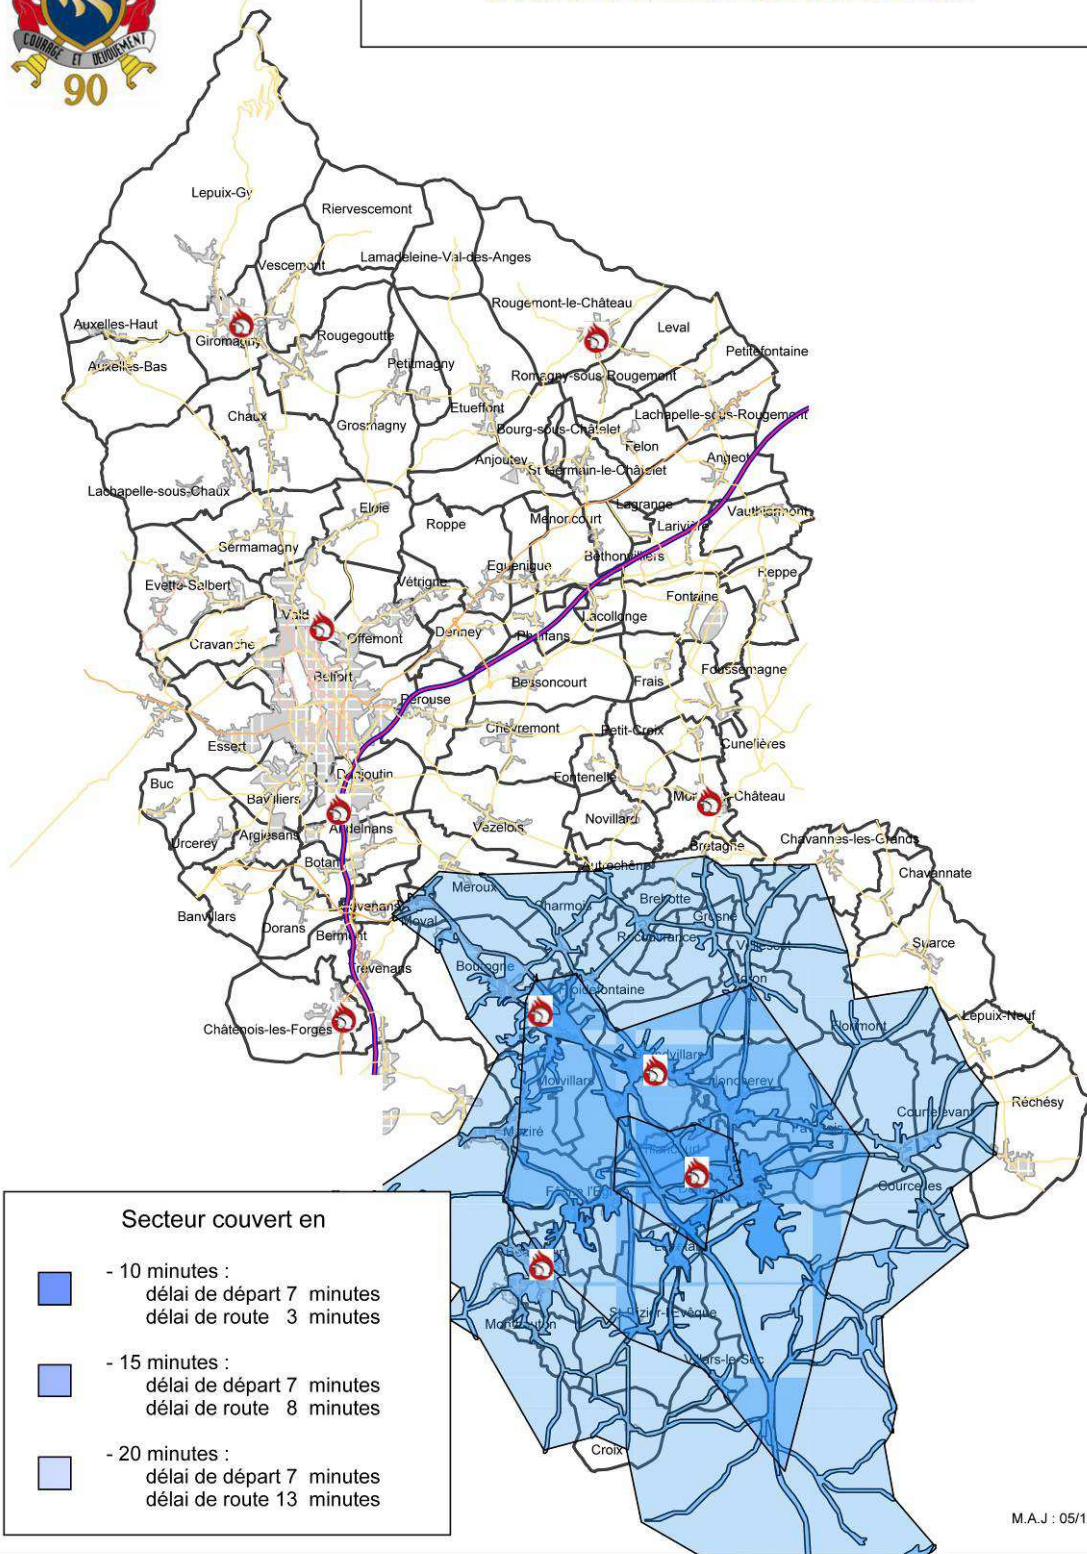 COURAGE ET DEVOUEMENT
90
Lepuix-Gy
Riervescemont
Lamadeleine-Val-des-Anges
Vescemont
Rougemont-le-Château
Auxelles-Haut
Leval
Giromagny
Rougegoutte
Petitefontaine
Auxelles-Bas
Petitmagny
Romagny-sous-Rougemont
Etueffont
Lachapelle-sous-Rougemont
Chaux
Grosmagny
Bourg-sous-Châtelet
Felon
Anjoutey
St Germain-le-Châtelet
Angeot
Lachapelle-sous-Chaux
Eloie
Lagrange
Vauthiermont
Roppe
Menoncourt
Larivière
Sermamagny
Bethonvilliers
Eguenigue
Reppe
Evette-Salbert
Vétrigne
Fontaine
Vald
Lacollonge
Cravanche
Offemont
Denney
Phaffans
Belfort
Bessoncourt
Frais
Foussemagne
Pérouse
Chèvremont
Petit-Croix
Cunelières
Essert
Danjoutin
Fontenelle
Buc
Bavilliers
Château
Novillard
Urcerey
Argiésans
Andelnans
Vézelois
Bretagne
Chavannes-les-Grands
Botans
Autrechêne
Chavannate
Meroux
Banvillars
Charmois
Brebotte
Grosne
Dorans
Moval
Suarce
Bermont
Recouvrance
Vellescot
Trévenans
Bourogne
Froidefontaine
Châtenois-les-Forges
Florimont
Lepuix-Neuf
Morvillars
Joncherey
Courtelevant
Réchésy
Méziré
Courcelles
St-Dizier-l'Evêque
Villars-le-Sec
Croix
Secteur couvert en
- 10 minutes :
délai de départ 7 minutes
délai de route 3 minutes
- 15 minutes :
délai de départ 7 minutes
délai de route 8 minutes
- 20 minutes :
délai de départ 7 minutes
délai de route 13 minutes
M.A.J : 05/1